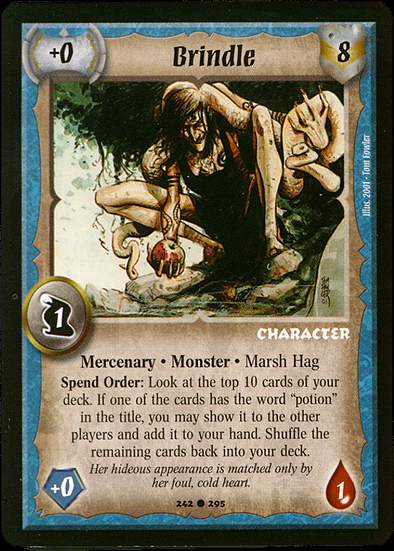 +0
Brindle
8
Illus. 2001 - Tom Fowler
1
CHARACTER
Mercenary • Monster • Marsh Hag
Spend Order: Look at the top 10 cards of your
deck. If one of the cards has the word “potion”
in the title, you may show it to the other
players and add it to your hand. Shuffle the
remaining cards back into your deck.
Her hideous appearance is matched only by
her foul, cold heart.
+0
242 ● 295
1